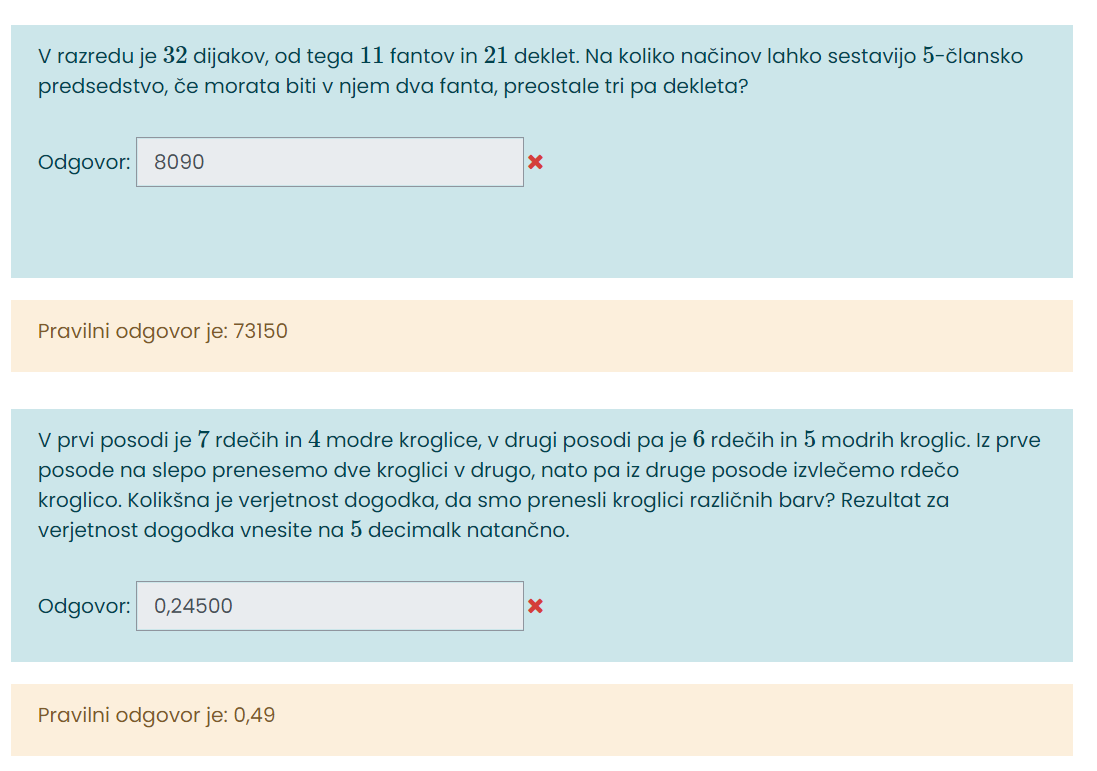 V razredu je 32 dijakov, od tega 11 fantov in 21 deklet. Na koliko načinov lahko sestavijo 5-člansko
predsedstvo, če morata biti v njem dva fanta, preostale tri pa dekleta?
Odgovor: 8090
Pravilni odgovor je: 73150
V prvi posodi je 7 rdečih in 4 modre kroglice, v drugi posodi pa je 6 rdečih in 5 modrih kroglic. Iz prve
posode na slepo prenesemo dve kroglici v drugo, nato pa iz druge posode izvlečemo rdečo
kroglico. Kolikšna je verjetnost dogodka, da smo prenesli kroglici različnih barv? Rezultat za
verjetnost dogodka vnesite na 5 decimalk natančno.
Odgovor: 0,24500
Pravilni odgovor je: 0,49